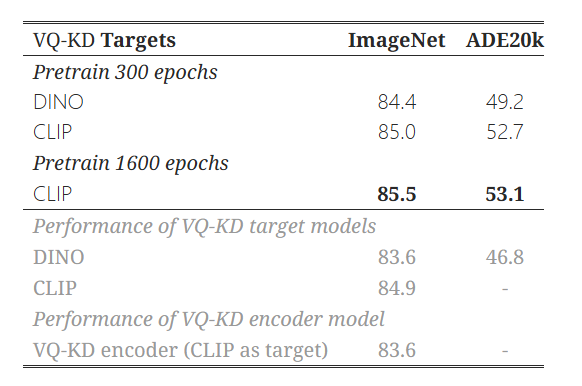 VQ-KD Targets ImageNet ADE20k
Pretrain 300 epochs
DINO 84.4 49.2
CLIP 85.0 52.7
Pretrain 1600 epochs
CLIP 85.5 53.1
Performance of VQ-KD target models
DINO 83.6 46.8
CLIP 84.9 -
Performance of VQ-KD encoder model
VQ-KD encoder (CLIP as target) 83.6 -